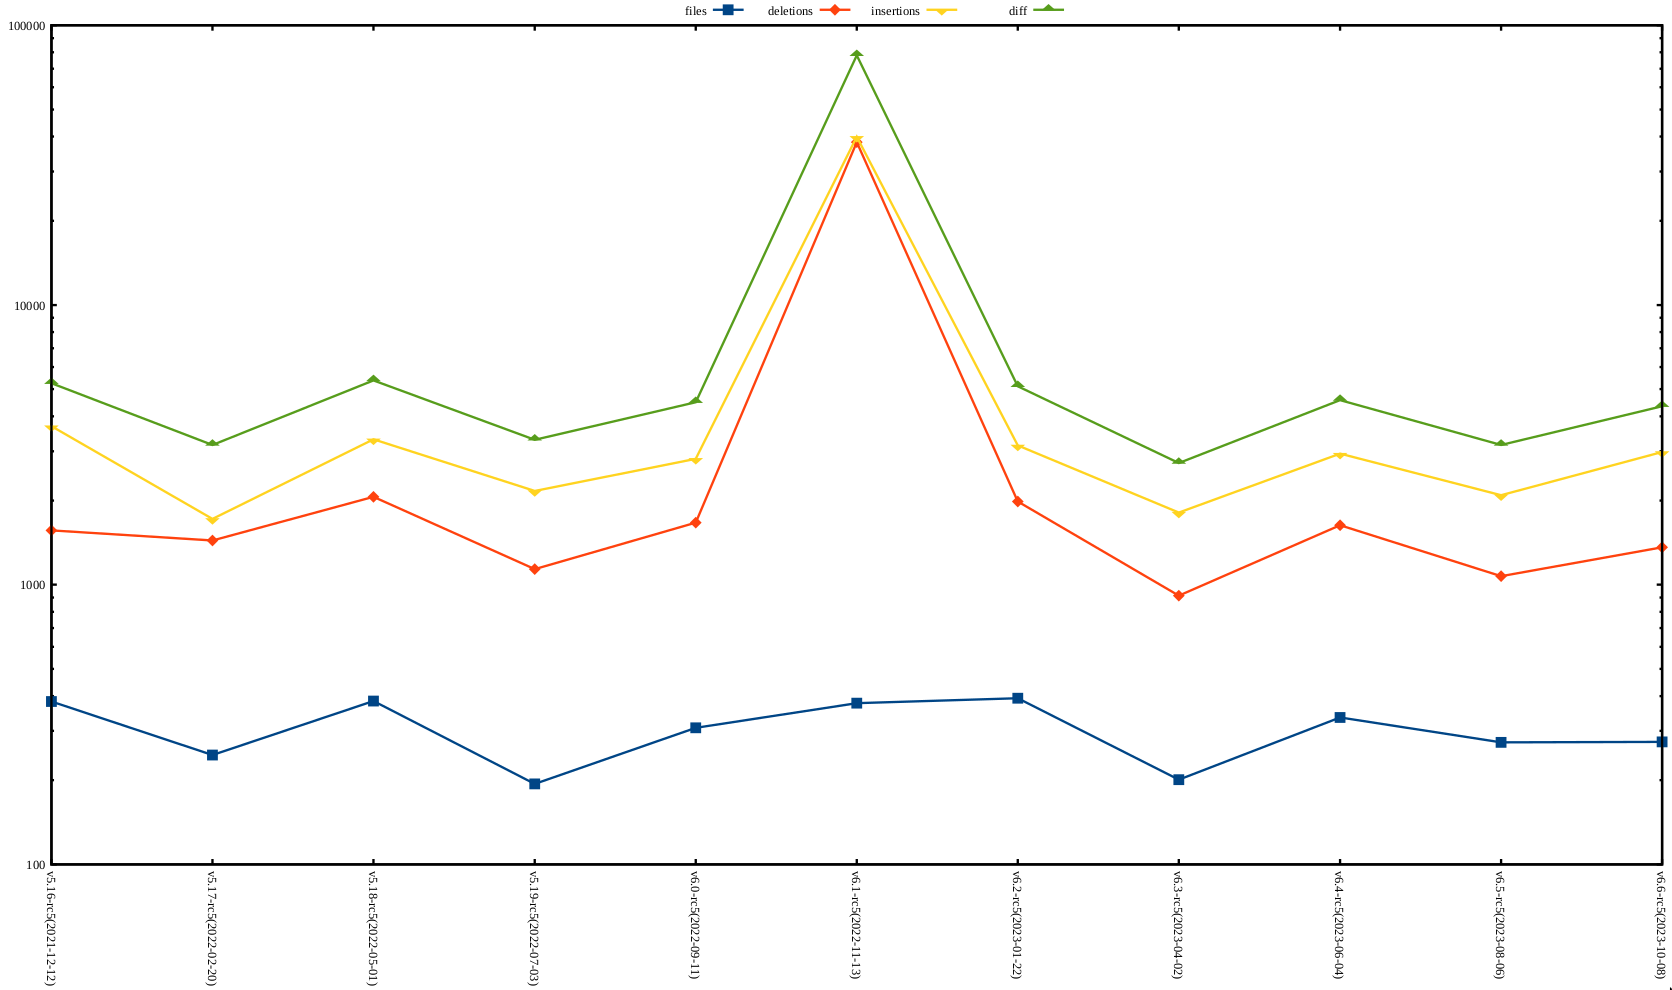 files deletions insertions diff
100000
10000
1000
100
v5.16-rc5(2021-12-12)
v5.17-rc5(2022-02-20)
v5.18-rc5(2022-05-01)
v5.19-rc5(2022-07-03)
v6.0-rc5(2022-09-11)
v6.1-rc5(2022-11-13)
v6.2-rc5(2023-01-22)
v6.3-rc5(2023-04-02)
v6.4-rc5(2023-06-04)
v6.5-rc5(2023-08-06)
v6.6-rc5(2023-10-08)